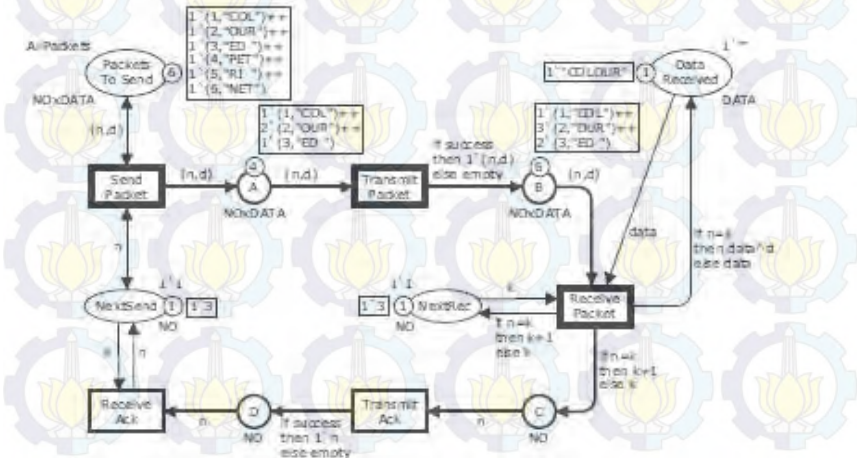 AllPackets
Packets
To Send
6
1`(1,"COL")++
1`(2,"OUR")++
1`(3,"ED ")++
1`(4,"PET")++
1`(5,"RI ")++
1`(6,"NET")
NOxDATA
(n,d)
Send
Packet
(n,d)
4
A
NOxDATA
1`(1,"COL")++
2`(2,"OUR")++
1`(3,"ED ")
(n,d)
Transmit
Packet
if success
then 1`(n,d)
else empty
1`(1,"COL")++
3`(2,"OUR")++
2`(3,"ED ")
6
B
NOxDATA
(n,d)
1`""
1`"COLOUR"
1
Data
Received
DATA
data
if n=k
then data^d
else data
n
1`1
NextSend
1
1`3
NO
1`1
1`3
1
NextRec
NO
k
if n=k
then k+1
else k
Receive
Packet
if n=k
then k+1
else k
n
Receive
Ack
n
D
NO
if success
then 1`n
else empty
Transmit
Ack
n
C
NO